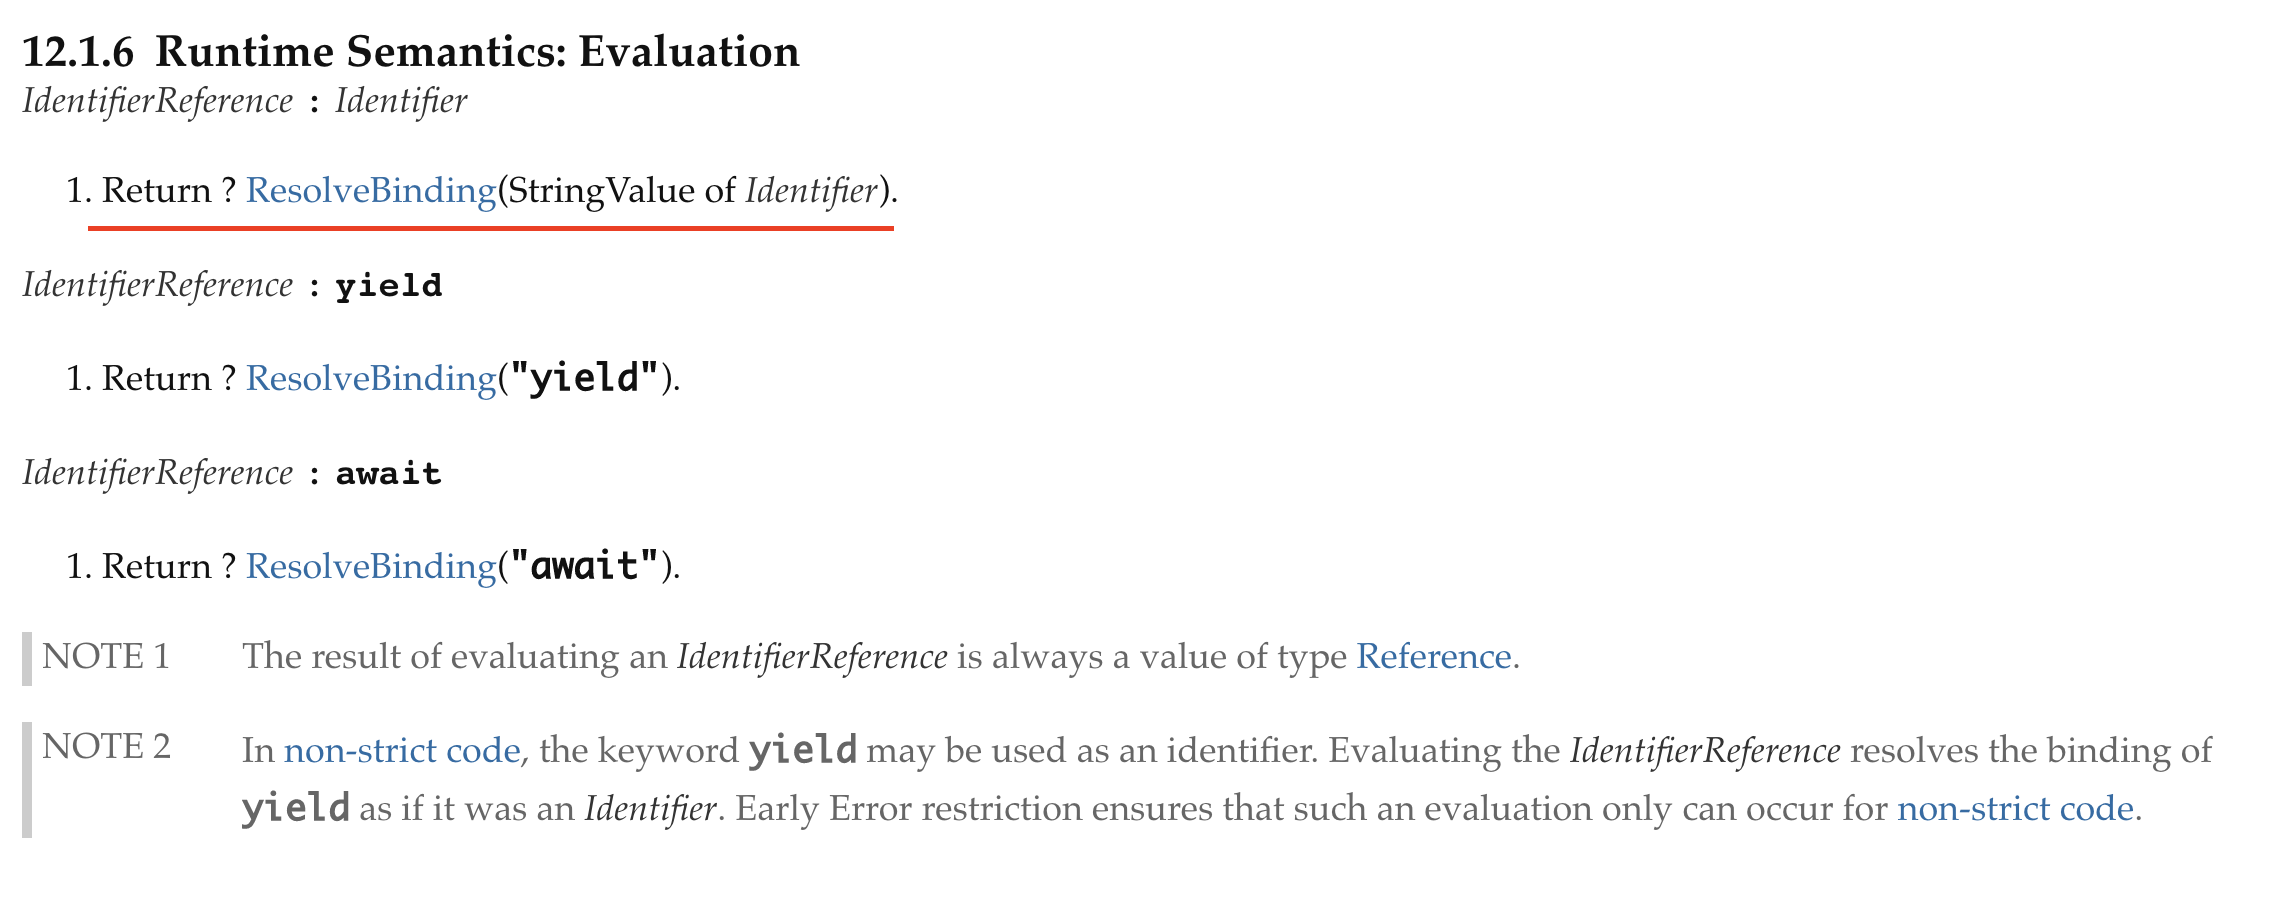 12.1.6 Runtime Semantics: Evaluation
IdentifierReference : Identifier
1. Return ? ResolveBinding(StringValue of Identifier).
IdentifierReference : yield
1. Return ? ResolveBinding("yield").
IdentifierReference : await
1. Return ? ResolveBinding("await").
NOTE 1 The result of evaluating an IdentifierReference is always a value of type Reference.
NOTE 2 In non-strict code, the keyword yield may be used as an identifier. Evaluating the IdentifierReference resolves the binding of
yield as if it was an Identifier. Early Error restriction ensures that such an evaluation only can occur for non-strict code.